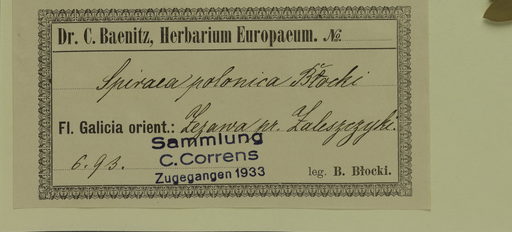 Dr. C. Baenitz, Herbarium Europaeum. №
Spiraea polonica Błocki
Fl. Galicia orient.: Zezawa pr. Zaleszczyki.
Sammlung
C. Correns
Zugegangen 1933
6. 93.
leg. B. Błocki.